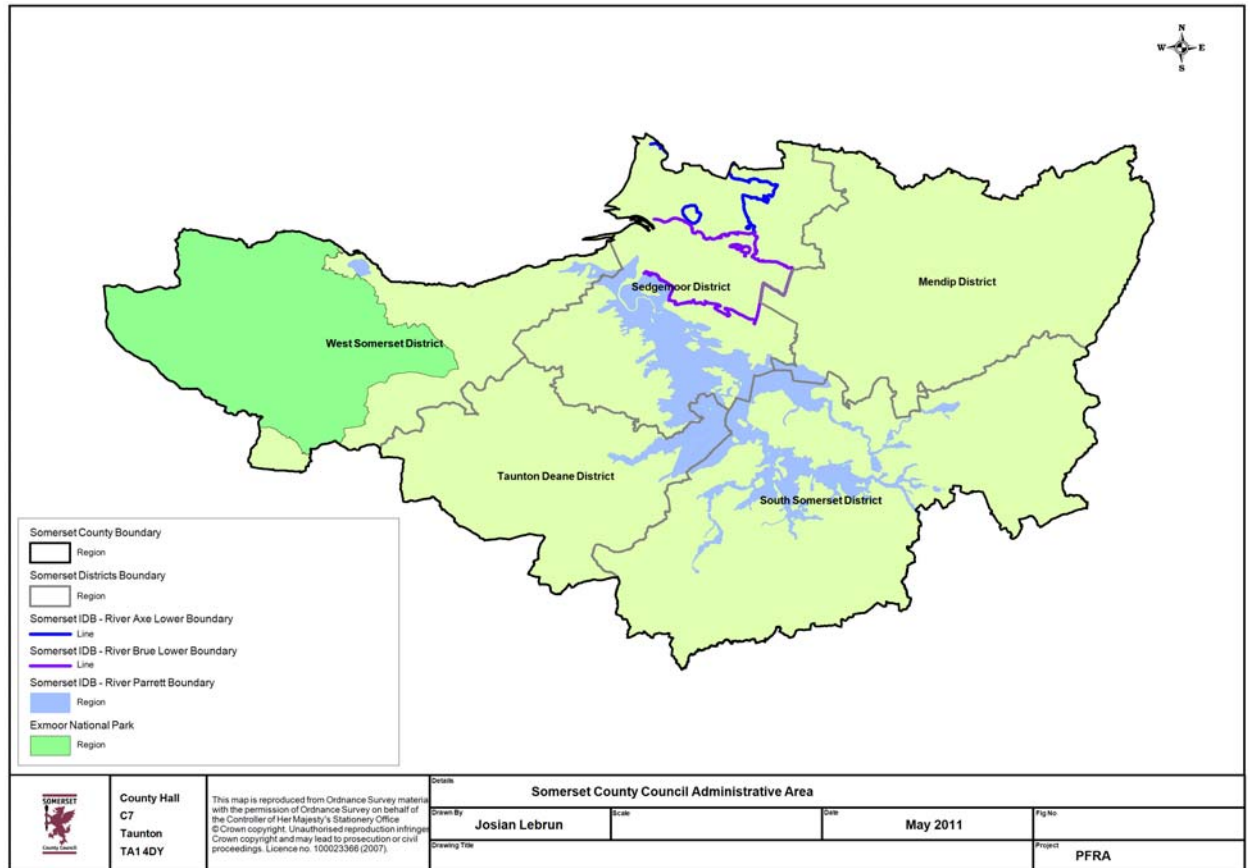 N
W E
S
Sedgemoor District
Mendip District
West Somerset District
Taunton Deane District
South Somerset District
Somerset County Boundary
Region
Somerset Districts Boundary
Region
Somerset IDB - River Axe Lower Boundary
Line
Somerset IDB - River Brue Lower Boundary
Line
Somerset IDB - River Parrett Boundary
Region
Exmoor National Park
Region
SOMERSET
County Council
County Hall
C7
Taunton
TA1 4DY
This map is reproduced from Ordnance Survey materia
with the permission of Ordnance Survey on behalf of
the Controller of Her Majesty's Stationery Office
© Crown copyright. Unauthorised reproduction infringe
Crown copyright and may lead to prosecution or civil
proceedings. Licence no. 100023366 (2007).
Details
Somerset County Council Administrative Area
Drawn By
Josian Lebrun
Scale
Date
May 2011
Fig No
Drawing Title
Project
PFRA